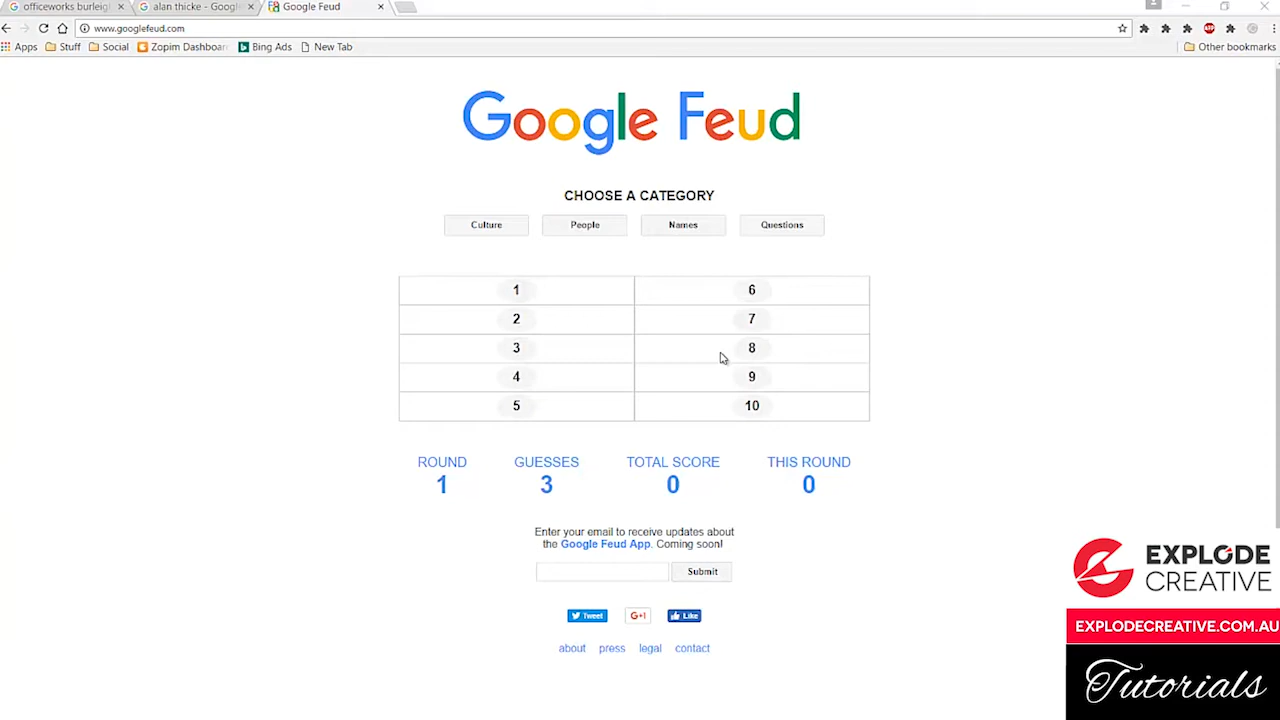 officeworks burleig
alan thicke - Google
Google Feud
www.googlefeud.com
Apps Stuff Social Zopim Dashboar Bing Ads New Tab Other bookmarks
Google Feud
CHOOSE A CATEGORY
Culture People Names Questions
1 6
2 7
3 8
4 9
5 10
ROUND GUESSES TOTAL SCORE THIS ROUND
1 3 0 0
Enter your email to receive updates about
the Google Feud App. Coming soon!
Submit
Tweet G+1 Like
about press legal contact
EXPLODE
CREATIVE
EXPLODECREATIVE.COM.AU
Tutorials